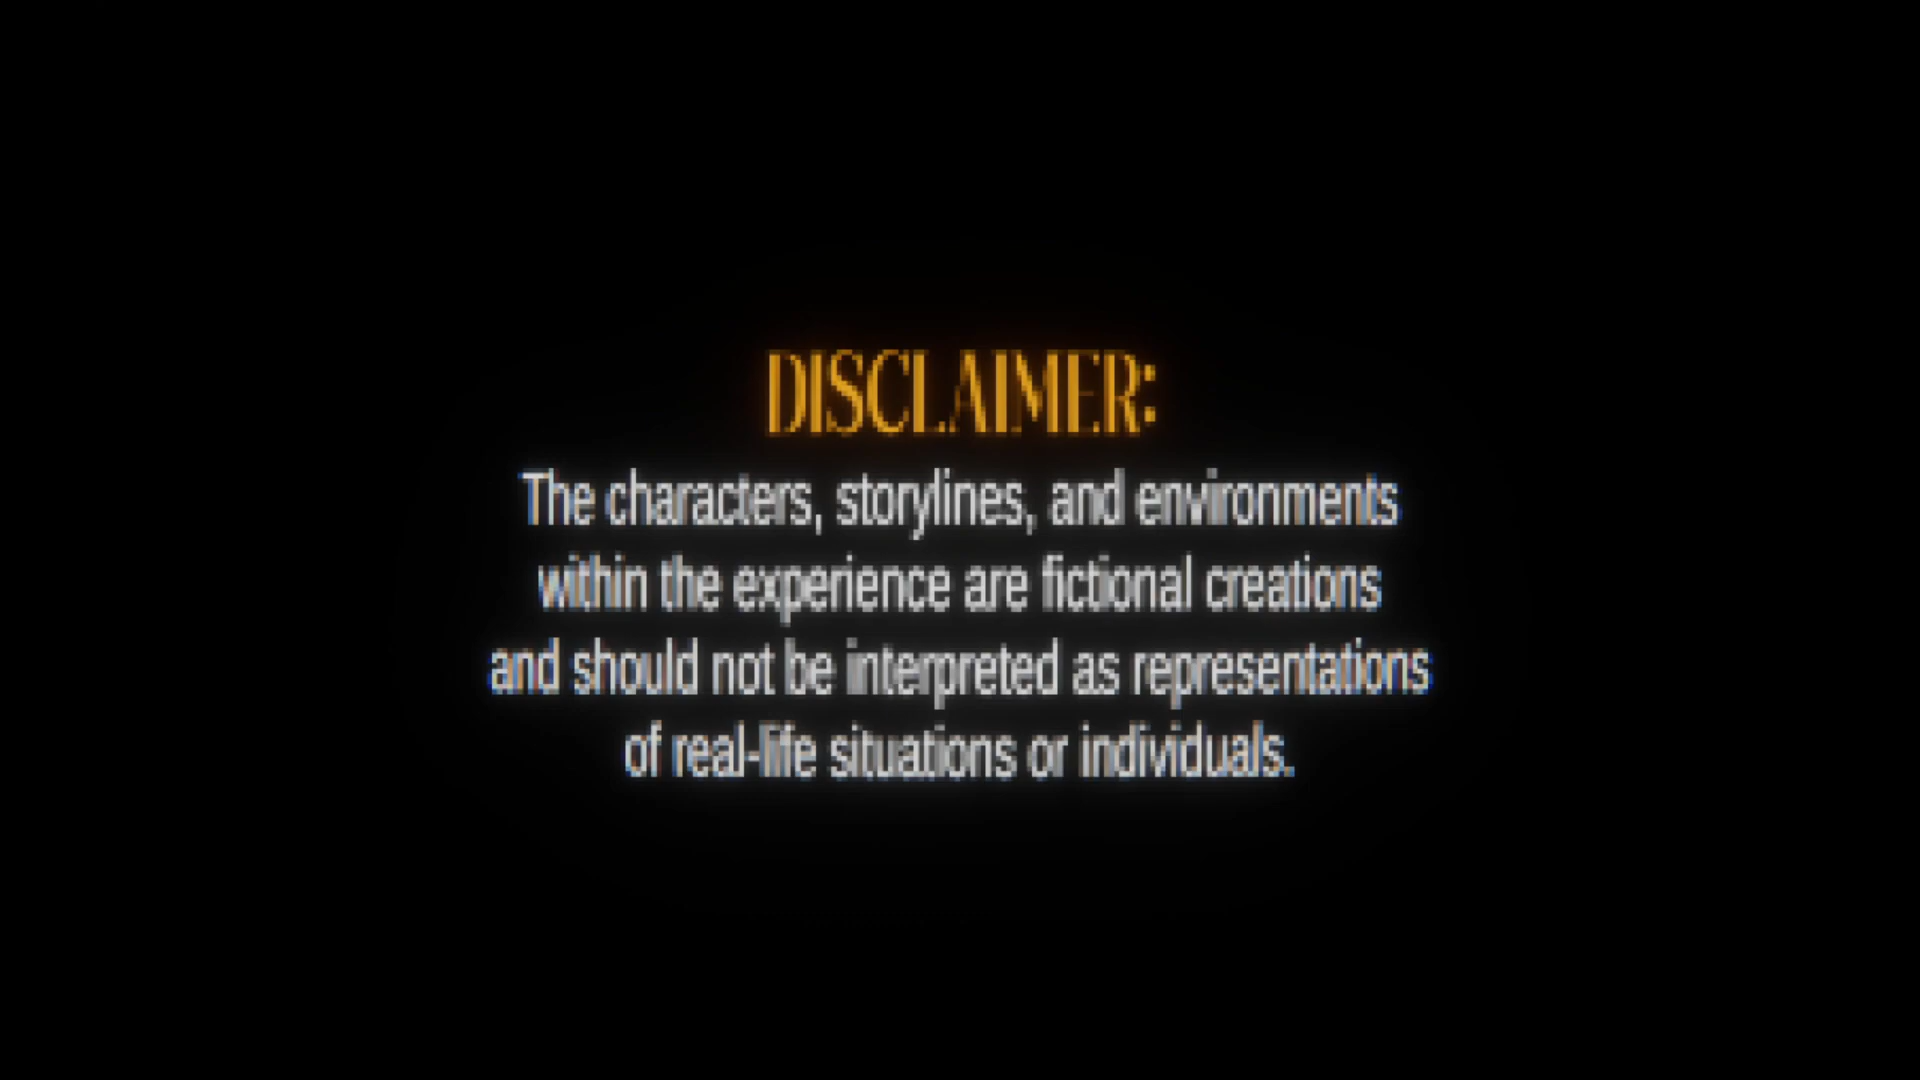 DISCLAIMER:
The characters, storylines, and environments
within the experience are fictional creations
and should not be interpreted as representations
of real-life situations or individuals.